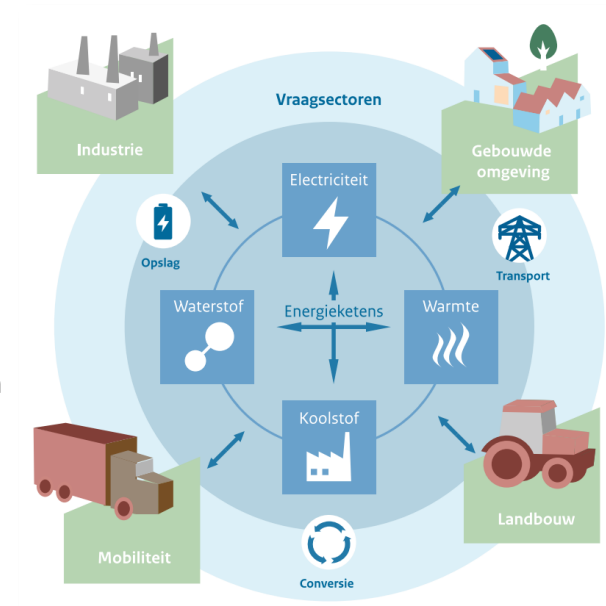 Vraagsectoren
Industrie
Gebouwde
omgeving
Electriciteit
Opslag
Transport
Waterstof
Energieketens
Warmte
Koolstof
Landbouw
Mobiliteit
Conversie